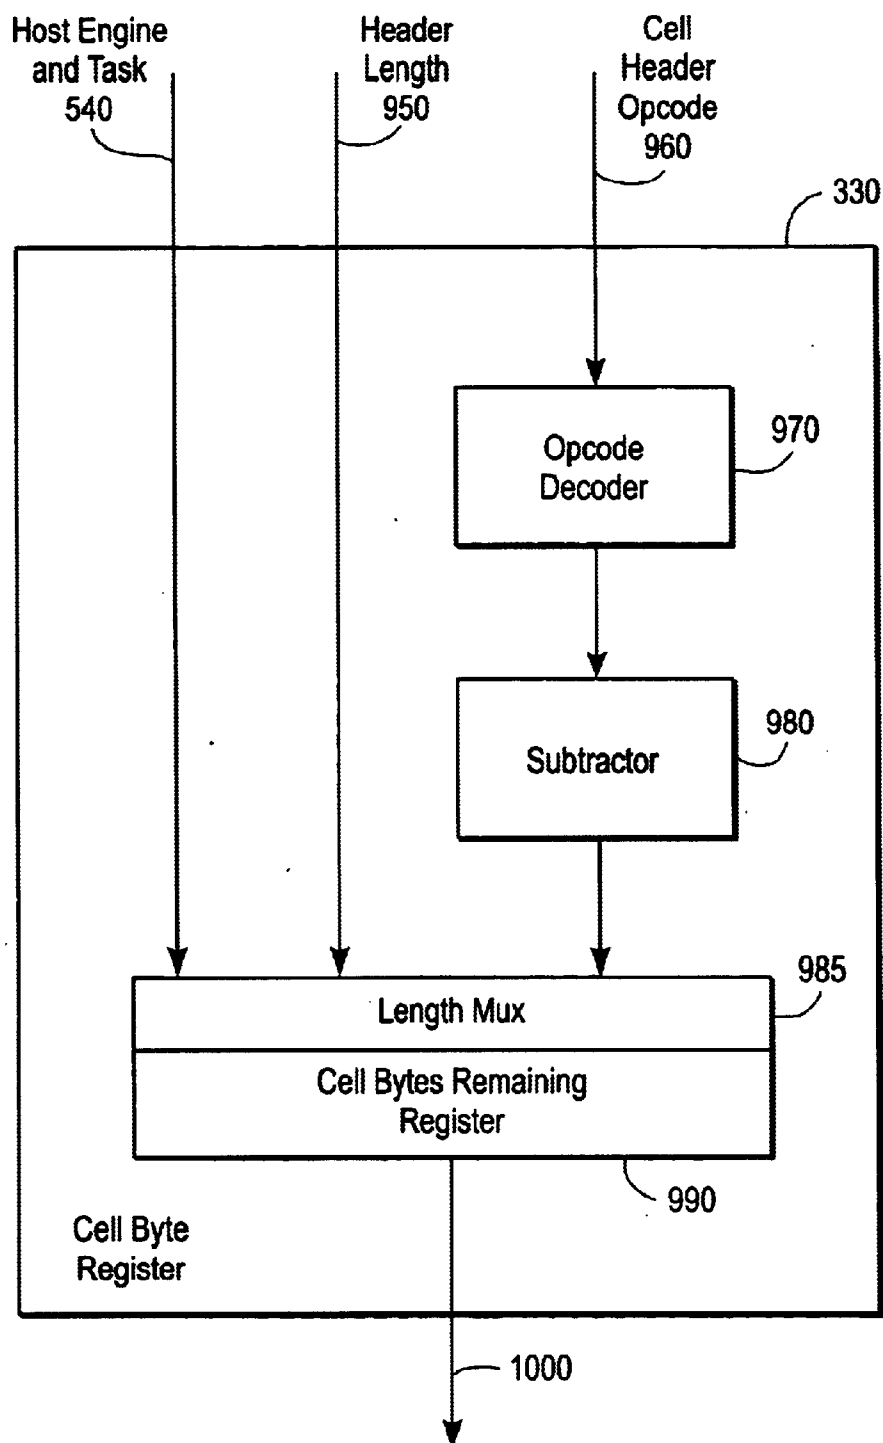 Host Engine
and Task
540
Header
Length
950
Cell
Header
Opcode
960
330
Opcode
Decoder
970
Subtractor
980
985
Length Mux
Cell Bytes Remaining
Register
990
Cell Byte
Register
1000